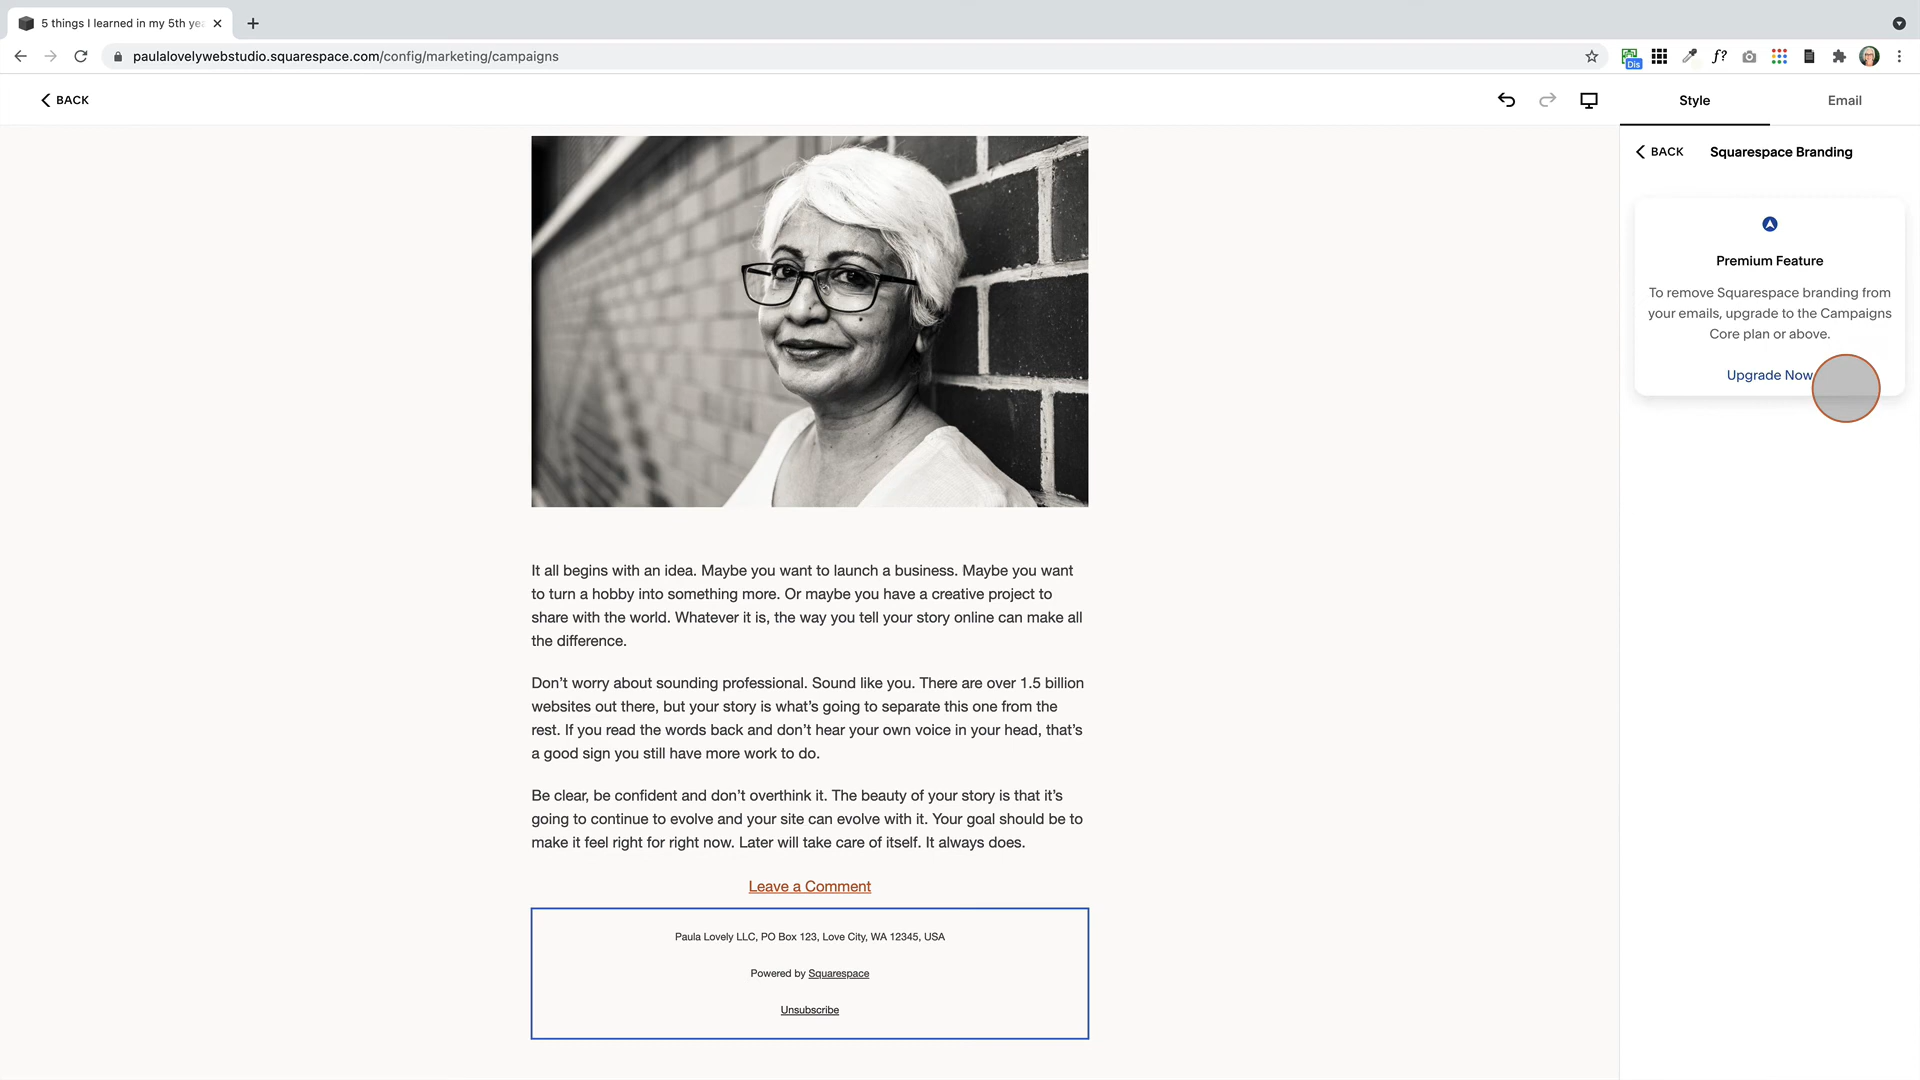 5 things I learned in my 5th ye
paulalovelywebstudio.squarespace.com/config/marketing/campaigns
Dis
f?
BACK
Style
Email
BACK
Squarespace Branding
Premium Feature
To remove Squarespace branding from
your emails, upgrade to the Campaigns
Core plan or above.
Upgrade Now
It all begins with an idea. Maybe you want to launch a business. Maybe you want
to turn a hobby into something more. Or maybe you have a creative project to
share with the world. Whatever it is, the way you tell your story online can make all
the difference.
Don’t worry about sounding professional. Sound like you. There are over 1.5 billion
websites out there, but your story is what’s going to separate this one from the
rest. If you read the words back and don’t hear your own voice in your head, that’s
a good sign you still have more work to do.
Be clear, be confident and don’t overthink it. The beauty of your story is that it’s
going to continue to evolve and your site can evolve with it. Your goal should be to
make it feel right for right now. Later will take care of itself. It always does.
Leave a Comment
Paula Lovely LLC, PO Box 123, Love City, WA 12345, USA
Powered by Squarespace
Unsubscribe